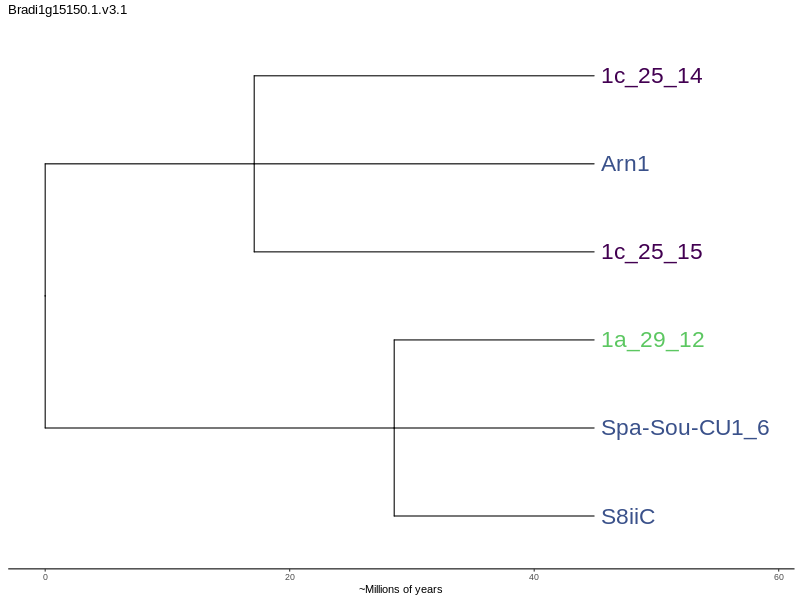 Bradi1g15150.1.v3.1
1c_25_14
Arn1
1c_25_15
1a_29_12
Spa-Sou-CU1_6
S8iiC
0 20 40 60
~Millions of years